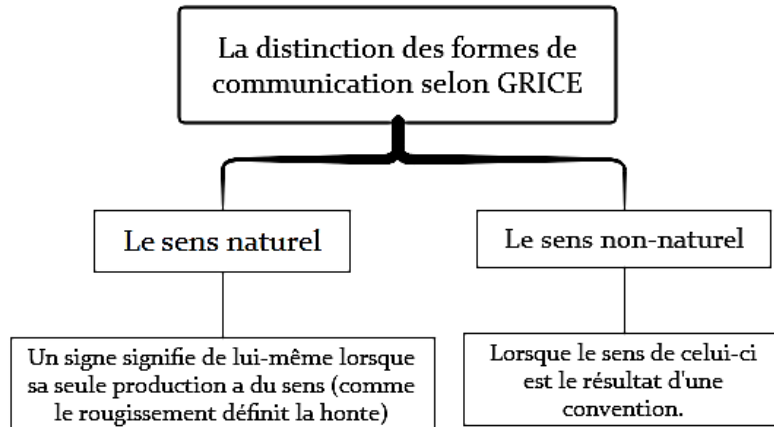 La distinction des formes de
communication selon GRICE
Le sens naturel
Le sens non-naturel
Un signe signifie de lui-même lorsque
sa seule production a du sens (comme
le rougissement définit la honte)
Lorsque le sens de celui-ci
est le résultat d'une
convention.